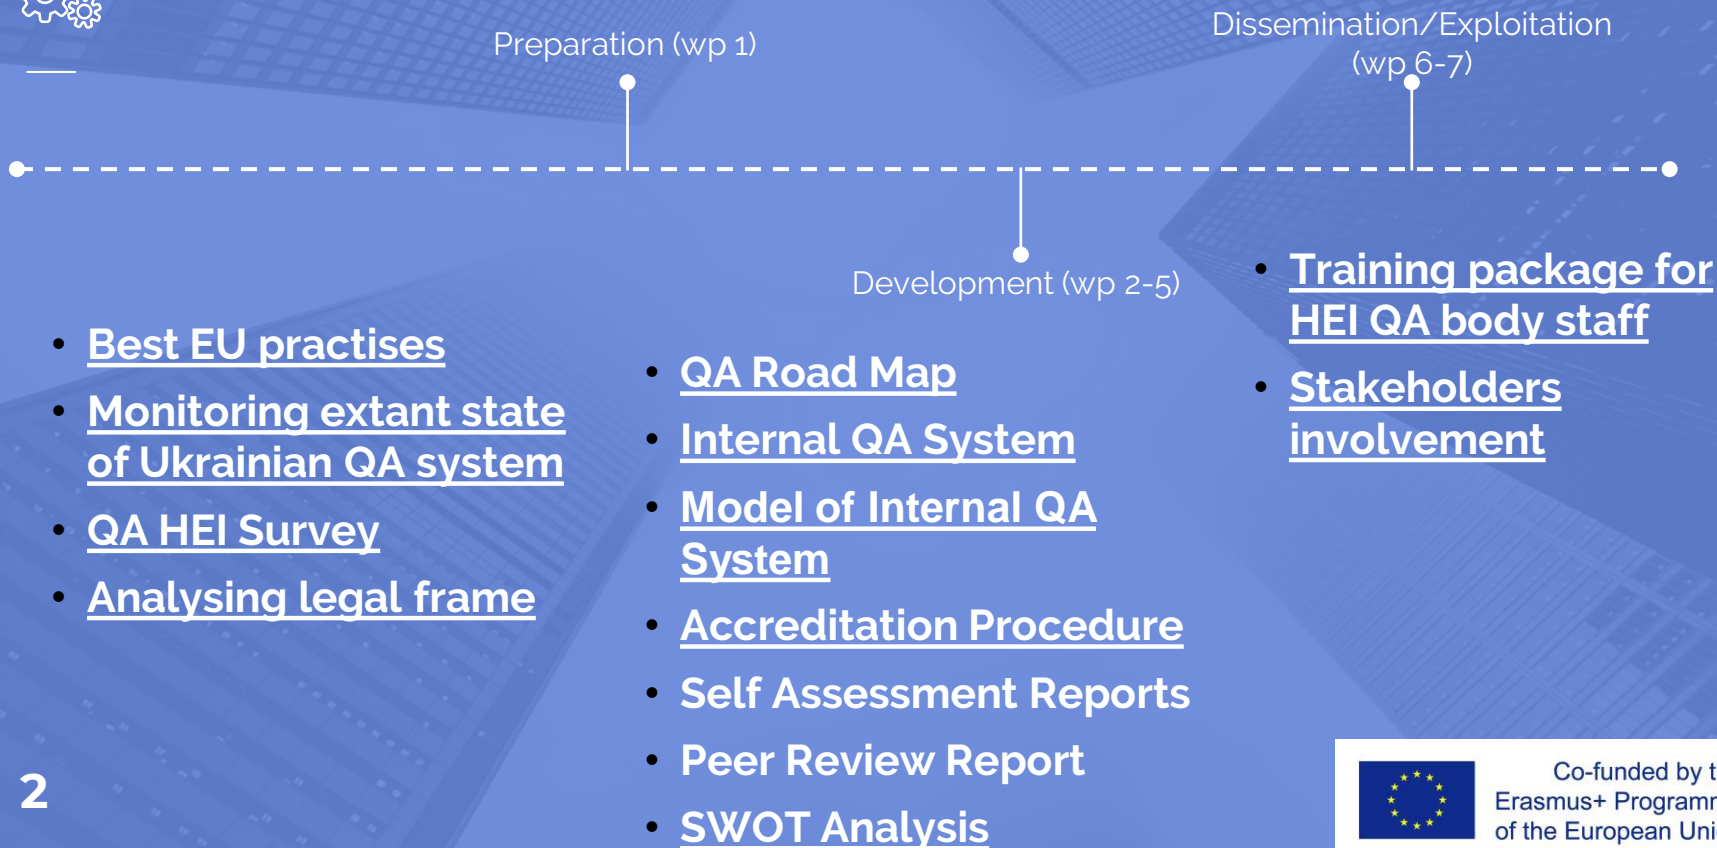 Preparation (wp 1)
Dissemination/Exploitation
(wp 6-7)
Development (wp 2-5)
• Best EU practises
• Monitoring extant state
of Ukrainian QA system
• QA HEI Survey
• Analysing legal frame
• QA Road Map
• Internal QA System
• Model of Internal QA
System
• Accreditation Procedure
• Self Assessment Reports
• Peer Review Report
• SWOT Analysis
• Training package for
HEI QA body staff
• Stakeholders
involvement
2
Co-funded by
Erasmus+
of the European